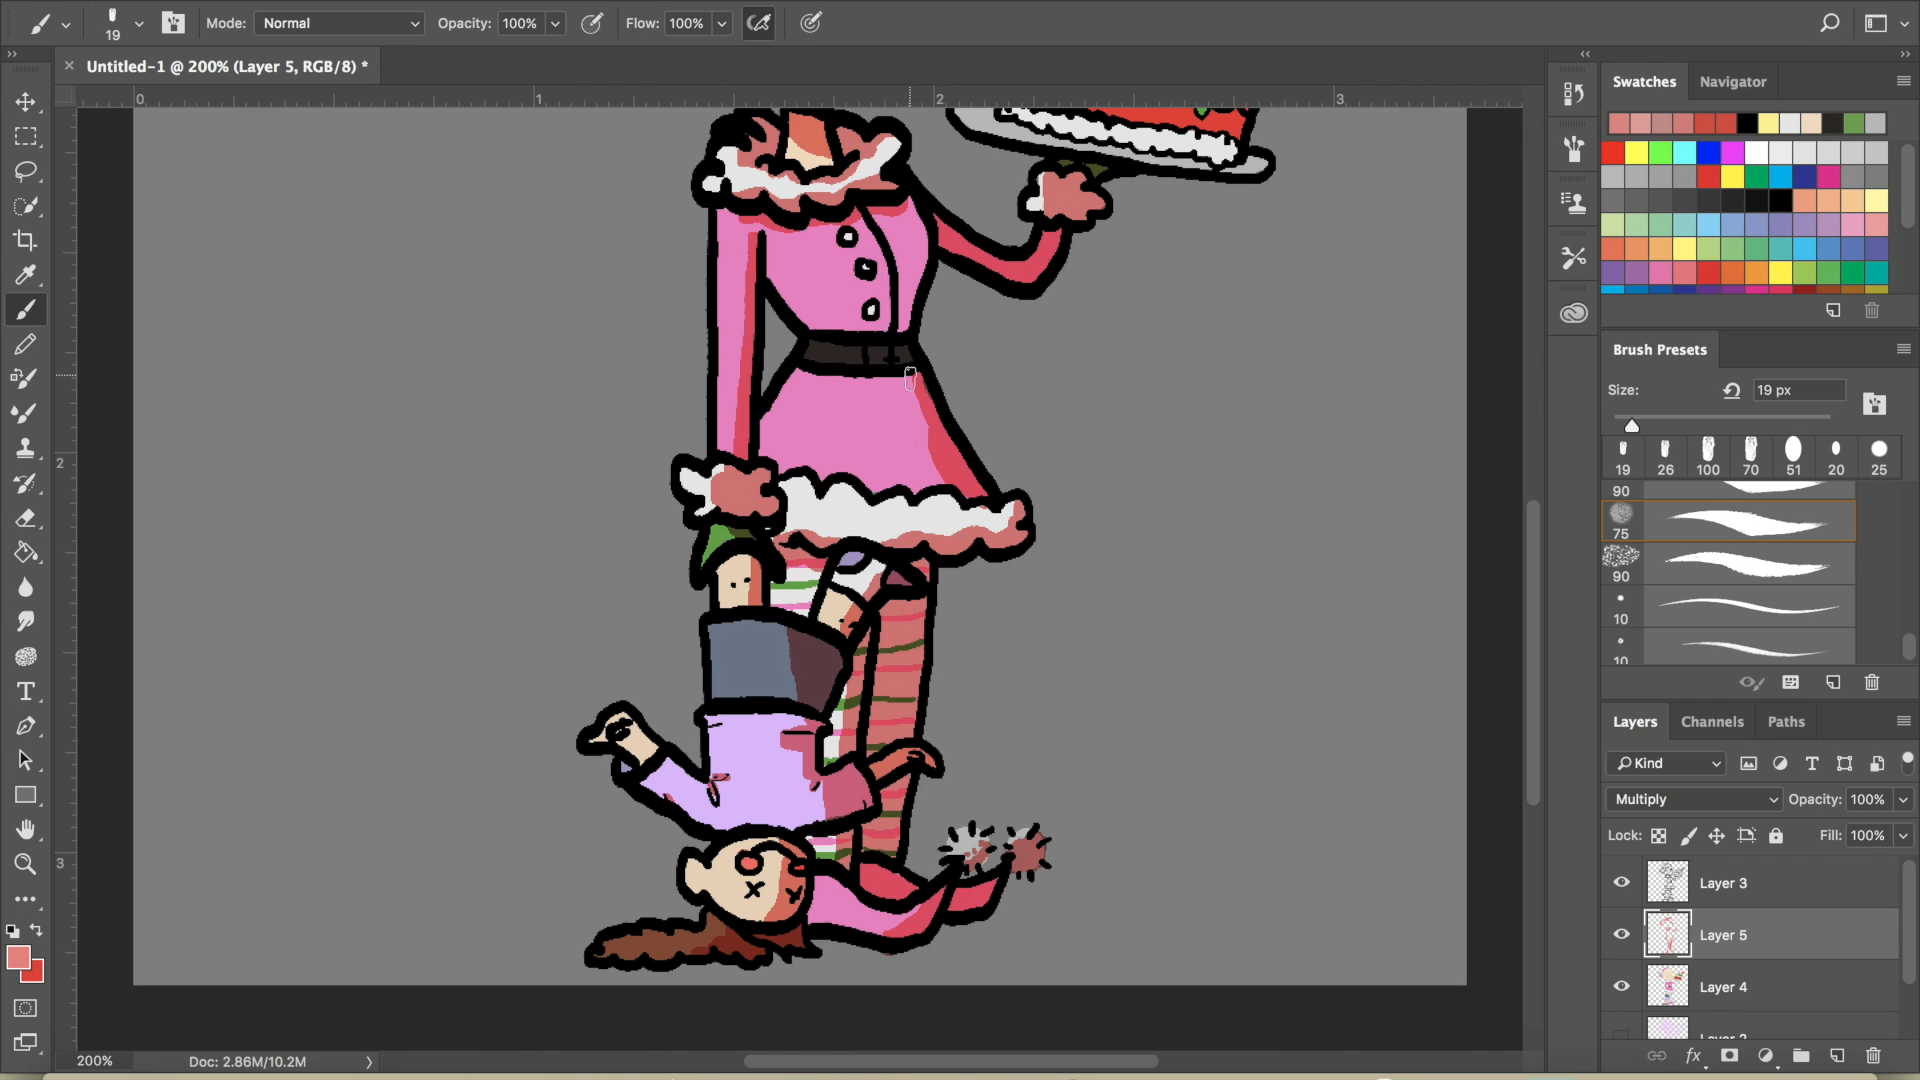 19
Mode: Normal Opacity: 100% Flow: 100%
Untitled-1 @ 200% (Layer 5, RGB/8) *
0 1 2 3
2
3
200% Doc: 2.86M/10.2M
Swatches Navigator
Brush Presets
Size: 19 px
19 26 100 70 51 20 25
90
75
90
10
10
Layers Channels Paths
Kind
Multiply Opacity: 100%
Lock: Fill: 100%
Layer 3
Layer 5
Layer 4
fx